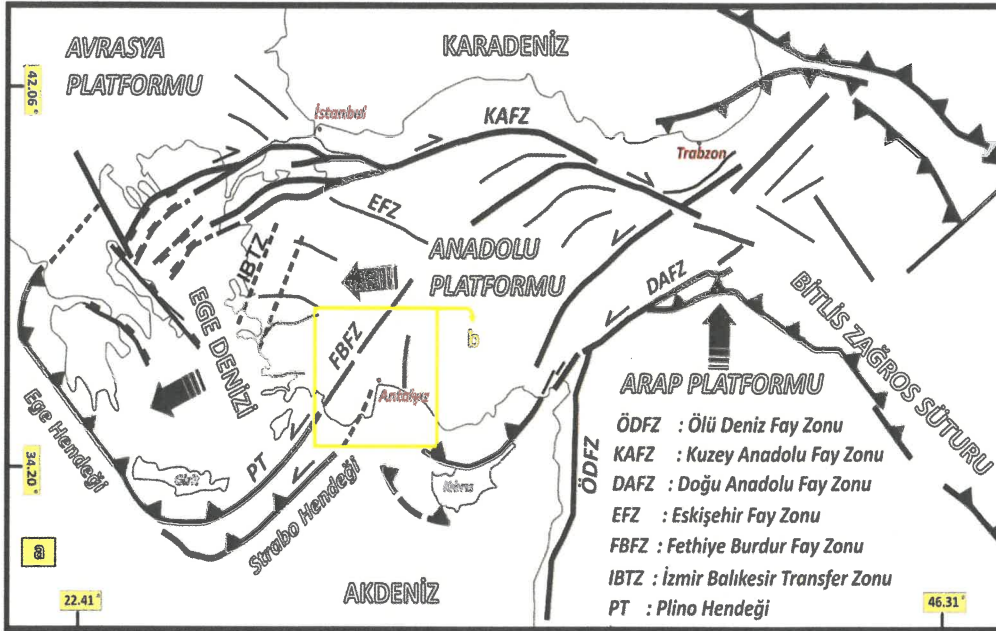 AVRASYA
PLATFORMU
KARADENİZ
42.06°
İstanbul
KAFZ
Trabzon
EFZ
IBTZ
ANADOLU
PLATFORMU
DAFZ
EGE DENİZİ
FBFZ
b
BİTLİS ZAĞROS SÜTURU
Antalya
ARAP PLATFORMU
Ege Hendeği
34.20°
Girit
PT
Strabo Hendeği
Kıbrıs
ÖDFZ
ÖDFZ : Ölü Deniz Fay Zonu
KAFZ : Kuzey Anadolu Fay Zonu
DAFZ : Doğu Anadolu Fay Zonu
EFZ : Eskişehir Fay Zonu
FBFZ : Fethiye Burdur Fay Zonu
IBTZ : İzmir Balıkesir Transfer Zonu
PT : Plino Hendeği
a
AKDENİZ
22.41°
46.31°